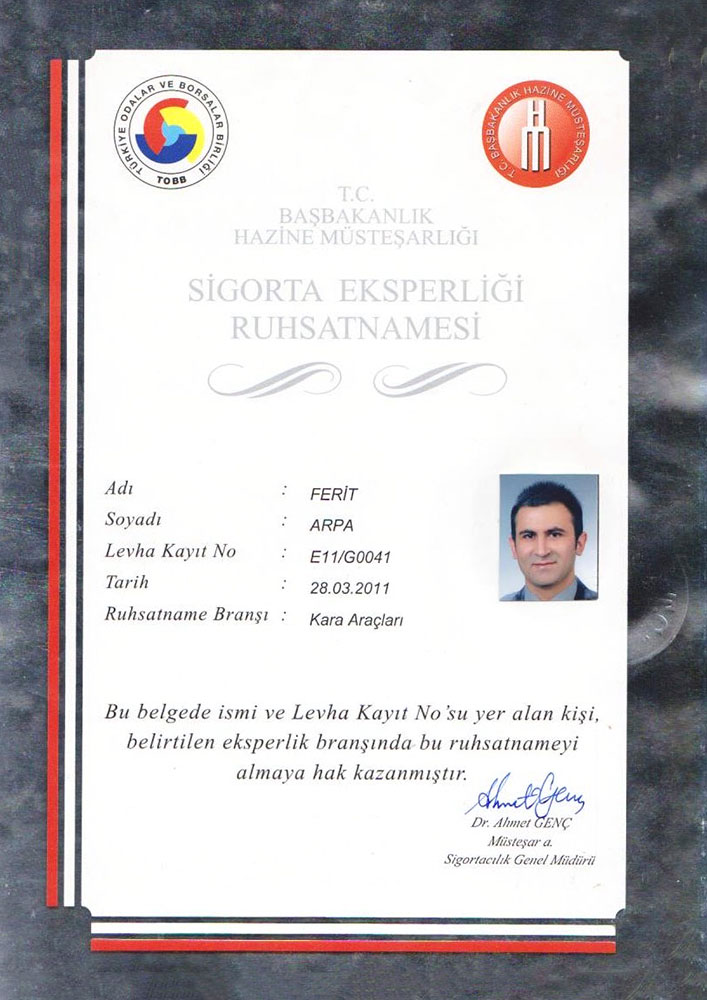 TÜRKİYE ODALAR VE BORSALAR BİRLİĞİ
TOBB
T.C. BAŞBAKANLIK HAZİNE MÜSTEŞARLIĞI
HM
T.C.
BAŞBAKANLIK
HAZİNE MÜSTEŞARLIĞI
SİGORTA EKSPERLİĞİ
RUHSATNAMESİ
Adı : FERİT
Soyadı : ARPA
Levha Kayıt No : E11/G0041
Tarih : 28.03.2011
Ruhsatname Branşı : Kara Araçları
Bu belgede ismi ve Levha Kayıt No'su yer alan kişi,
belirtilen eksperlik branşında bu ruhsatnameyi
almaya hak kazanmıştır.
Ahmet Genç
Dr. Ahmet GENÇ
Müsteşar a.
Sigortacılık Genel Müdürü